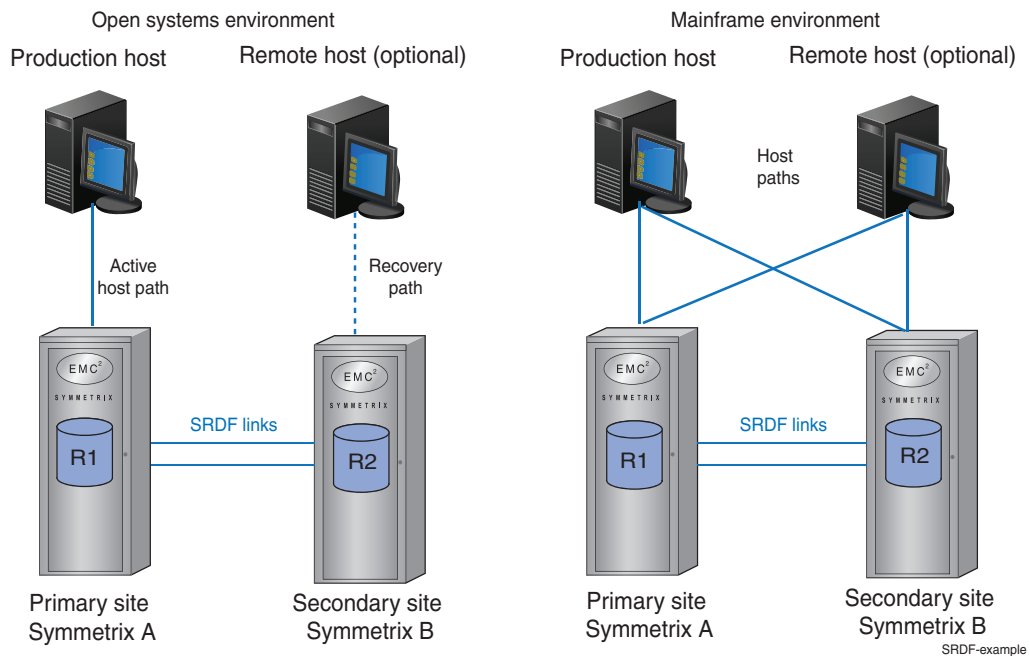 Open systems environment
Production host
Remote host (optional)
Active
host path
Recovery
path
EMC²
SYMMETRIX
R1
SRDF links
EMC²
SYMMETRIX
R2
Primary site
Symmetrix A
Secondary site
Symmetrix B
Mainframe environment
Production host
Remote host (optional)
Host
paths
EMC²
SYMMETRIX
R1
SRDF links
EMC²
SYMMETRIX
R2
Primary site
Symmetrix A
Secondary site
Symmetrix B
SRDF-example